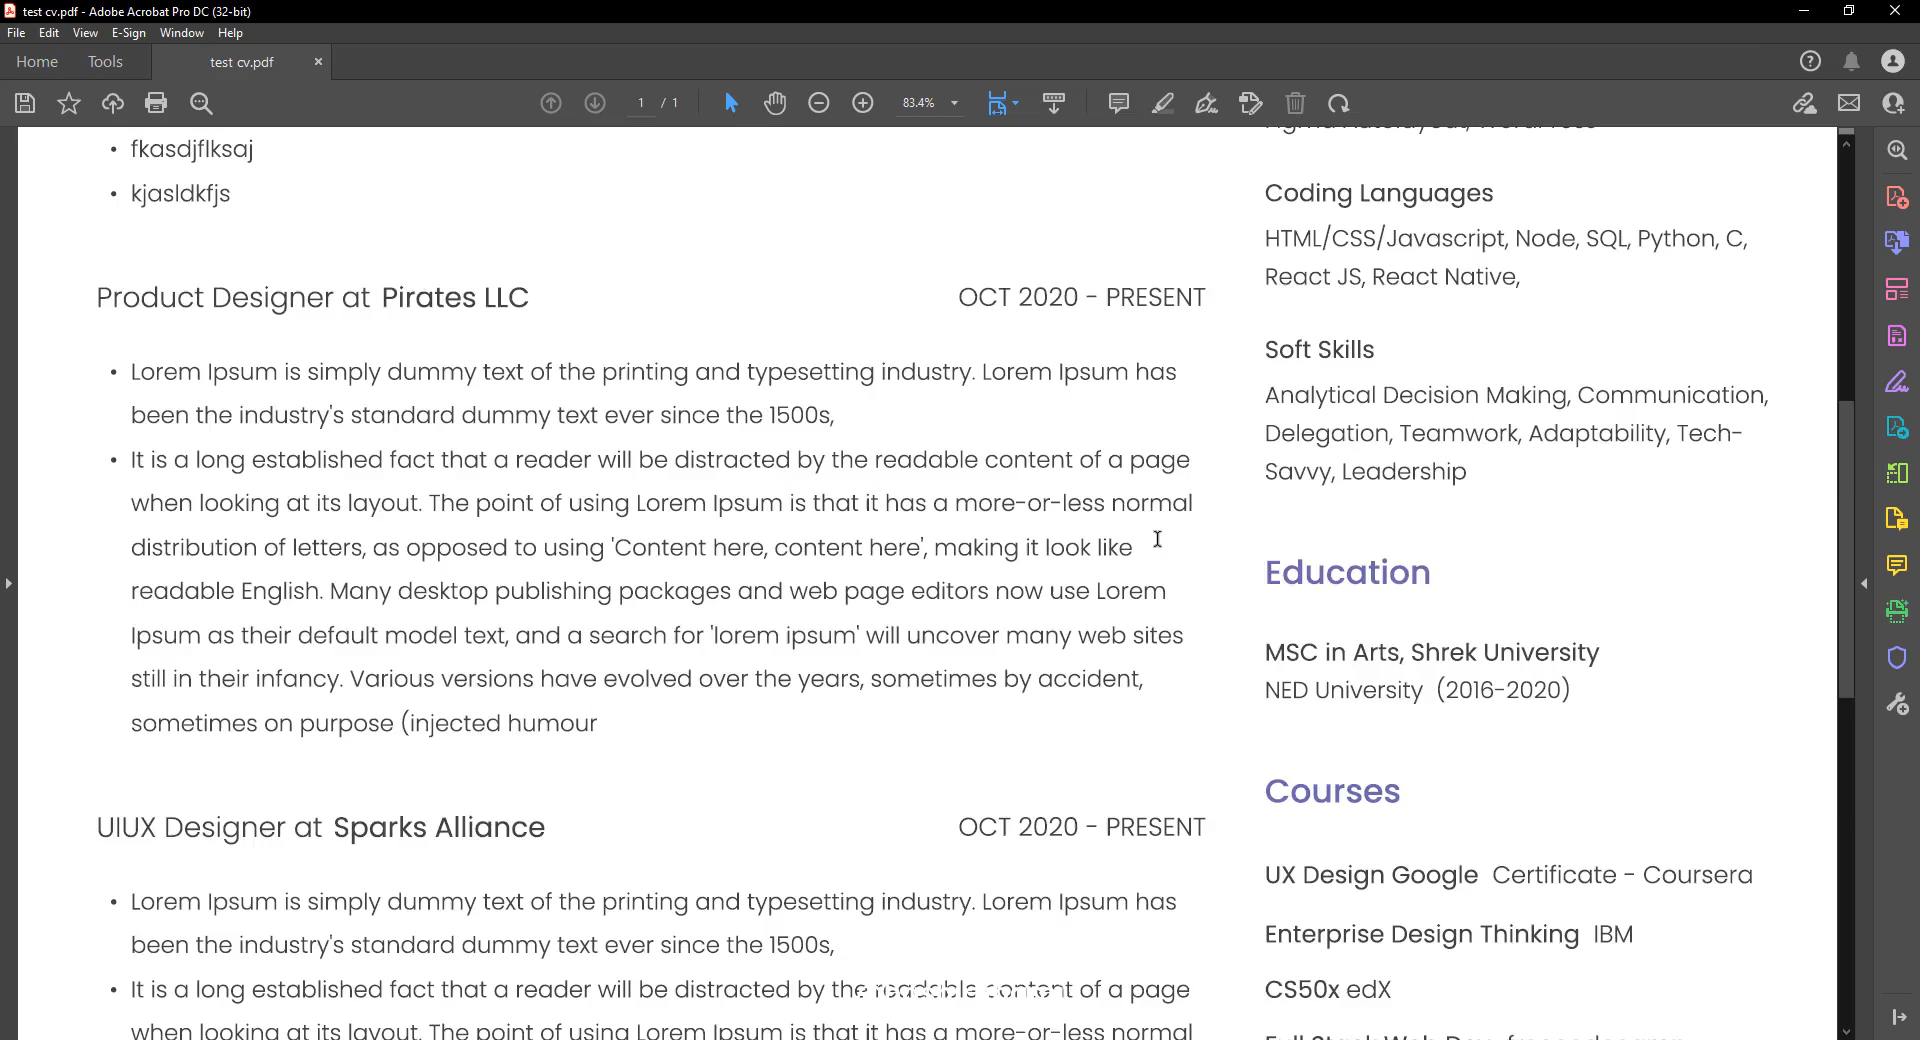 test cv.pdf - Adobe Acrobat Pro DC (32-bit)
File Edit View E-Sign Window Help
Home Tools test cv.pdf
1 / 1 83.4%
• fkasdjflksaj
• kjasldkfjs
Product Designer at Pirates LLC OCT 2020 - PRESENT
• Lorem Ipsum is simply dummy text of the printing and typesetting industry. Lorem Ipsum has
been the industry's standard dummy text ever since the 1500s,
• It is a long established fact that a reader will be distracted by the readable content of a page
when looking at its layout. The point of using Lorem Ipsum is that it has a more-or-less normal
distribution of letters, as opposed to using 'Content here, content here', making it look like
readable English. Many desktop publishing packages and web page editors now use Lorem
Ipsum as their default model text, and a search for 'lorem ipsum' will uncover many web sites
still in their infancy. Various versions have evolved over the years, sometimes by accident,
sometimes on purpose (injected humour
UIUX Designer at Sparks Alliance OCT 2020 - PRESENT
• Lorem Ipsum is simply dummy text of the printing and typesetting industry. Lorem Ipsum has
been the industry's standard dummy text ever since the 1500s,
• It is a long established fact that a reader will be distracted by the readable content of a page
when looking at its layout. The point of using Lorem Ipsum is that it has a more-or-less normal
Coding Languages
HTML/CSS/Javascript, Node, SQL, Python, C,
React JS, React Native,
Soft Skills
Analytical Decision Making, Communication,
Delegation, Teamwork, Adaptability, Tech-
Savvy, Leadership
Education
MSC in Arts, Shrek University
NED University (2016-2020)
Courses
UX Design Google Certificate - Coursera
Enterprise Design Thinking IBM
CS50x edX